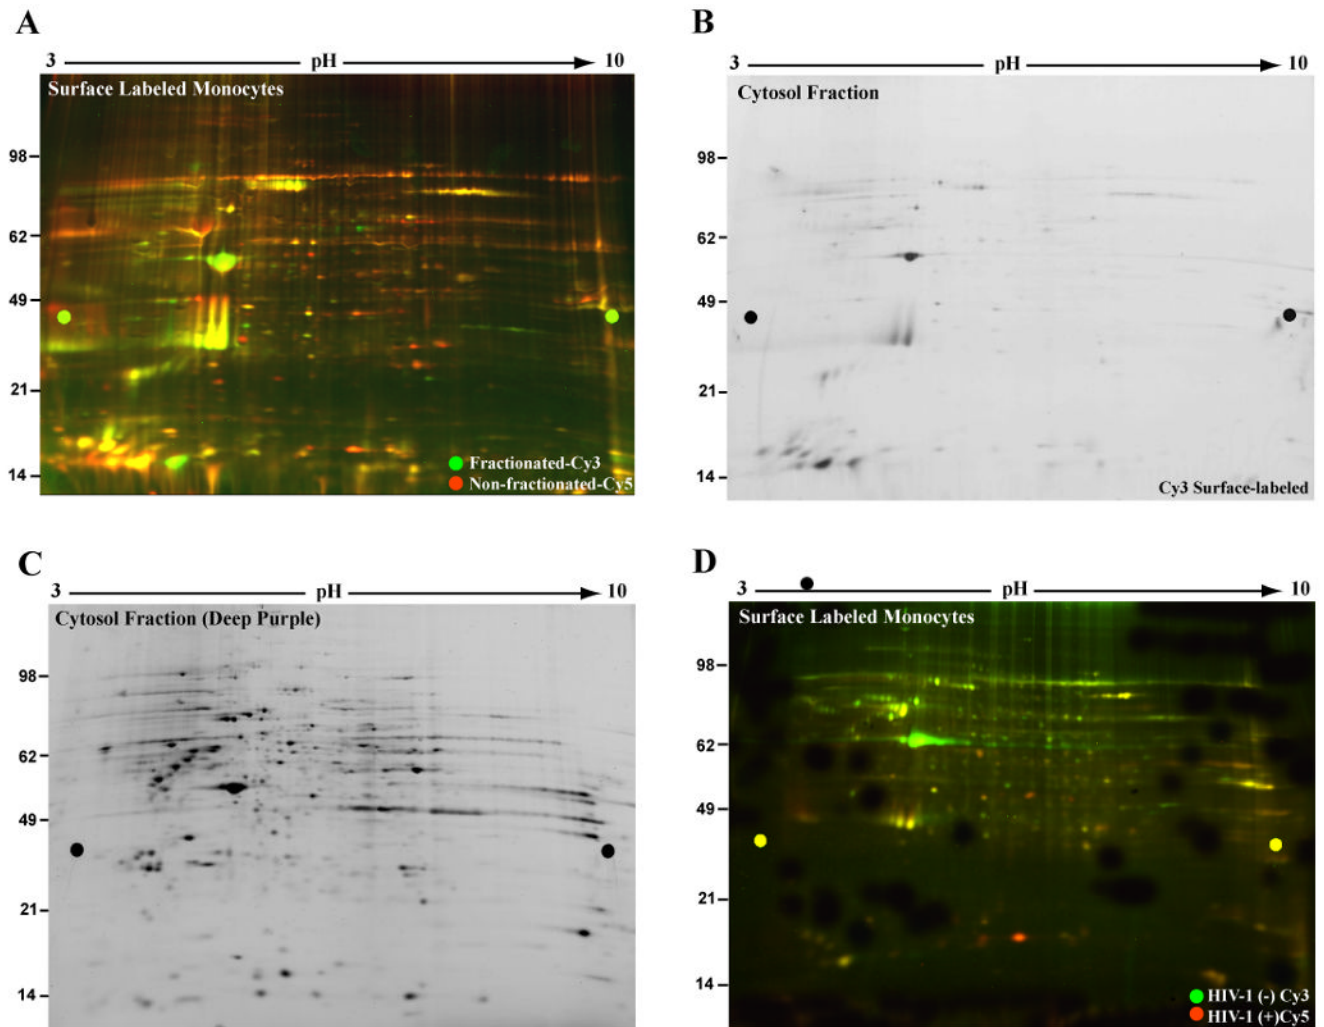 A
3 pH 10
Surface Labeled Monocytes
98
62
49
21
14
Fractionated-Cy3
Non-fractionated-Cy5
B
3 pH 10
Cytosol Fraction
98
62
49
21
14
Cy3 Surface-labeled
C
3 pH 10
Cytosol Fraction (Deep Purple)
98
62
49
21
14
D
3 pH 10
Surface Labeled Monocytes
98
62
49
21
14
HIV-1 (-) Cy3
HIV-1 (+)Cy5